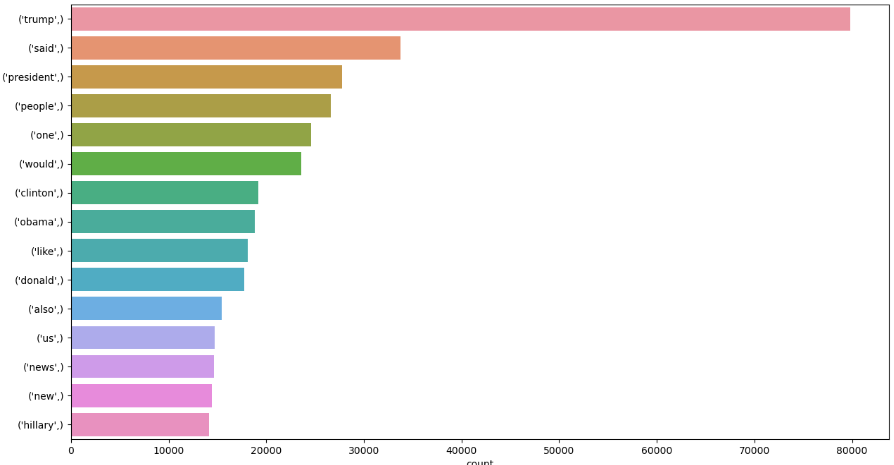 ('trump',)
('said',)
('president',)
('people',)
('one',)
('would',)
('clinton',)
('obama',)
('like',)
('donald',)
('also',)
('us',)
('news',)
('new',)
('hillary',)
0 10000 20000 30000 40000 50000 60000 70000 80000
count